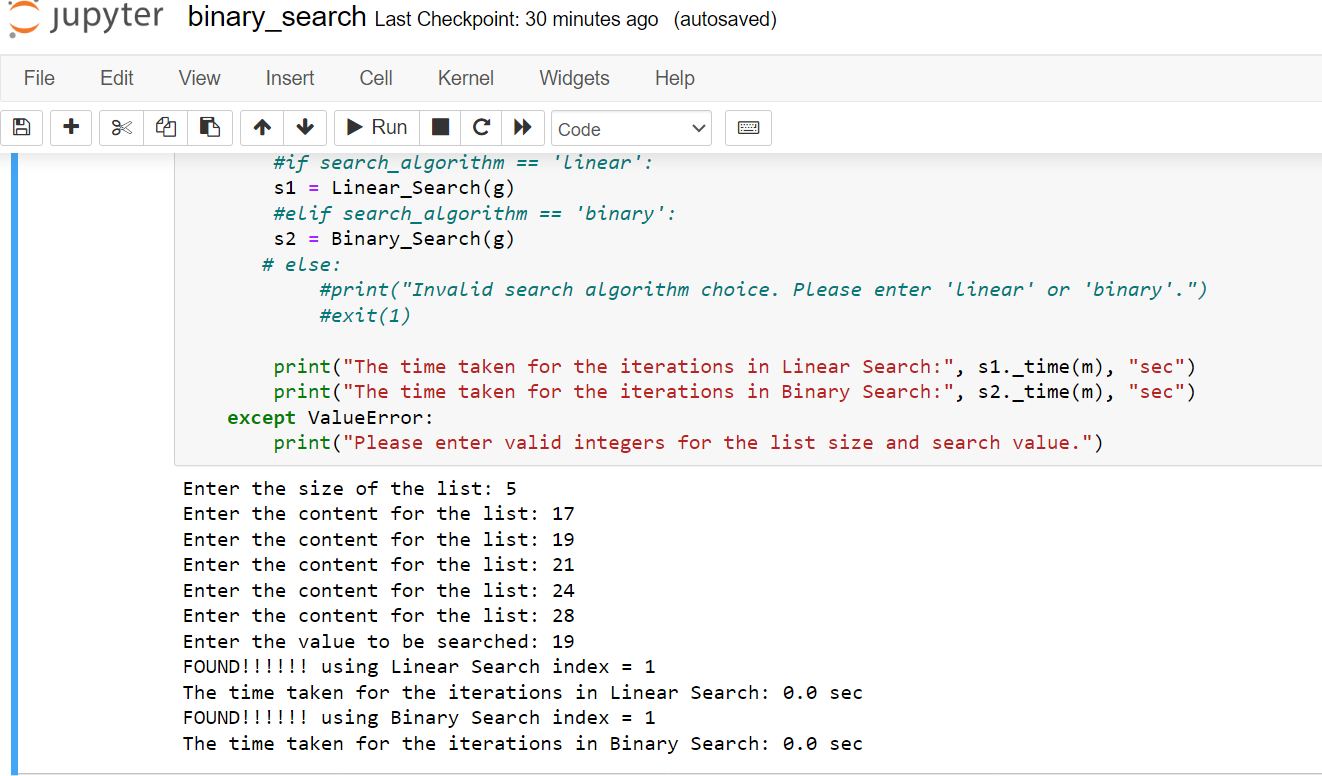 jupyter binary_search Last Checkpoint: 30 minutes ago (autosaved)
File Edit View Insert Cell Kernel Widgets Help
Run Code
#if search_algorithm == 'linear':
s1 = Linear_Search(g)
#elif search_algorithm == 'binary':
s2 = Binary_Search(g)
# else:
#print("Invalid search algorithm choice. Please enter 'linear' or 'binary'.")
#exit(1)
print("The time taken for the iterations in Linear Search:", s1._time(m), "sec")
print("The time taken for the iterations in Binary Search:", s2._time(m), "sec")
except ValueError:
print("Please enter valid integers for the list size and search value.")
Enter the size of the list: 5
Enter the content for the list: 17
Enter the content for the list: 19
Enter the content for the list: 21
Enter the content for the list: 24
Enter the content for the list: 28
Enter the value to be searched: 19
FOUND!!!!!! using Linear Search index = 1
The time taken for the iterations in Linear Search: 0.0 sec
FOUND!!!!!! using Binary Search index = 1
The time taken for the iterations in Binary Search: 0.0 sec